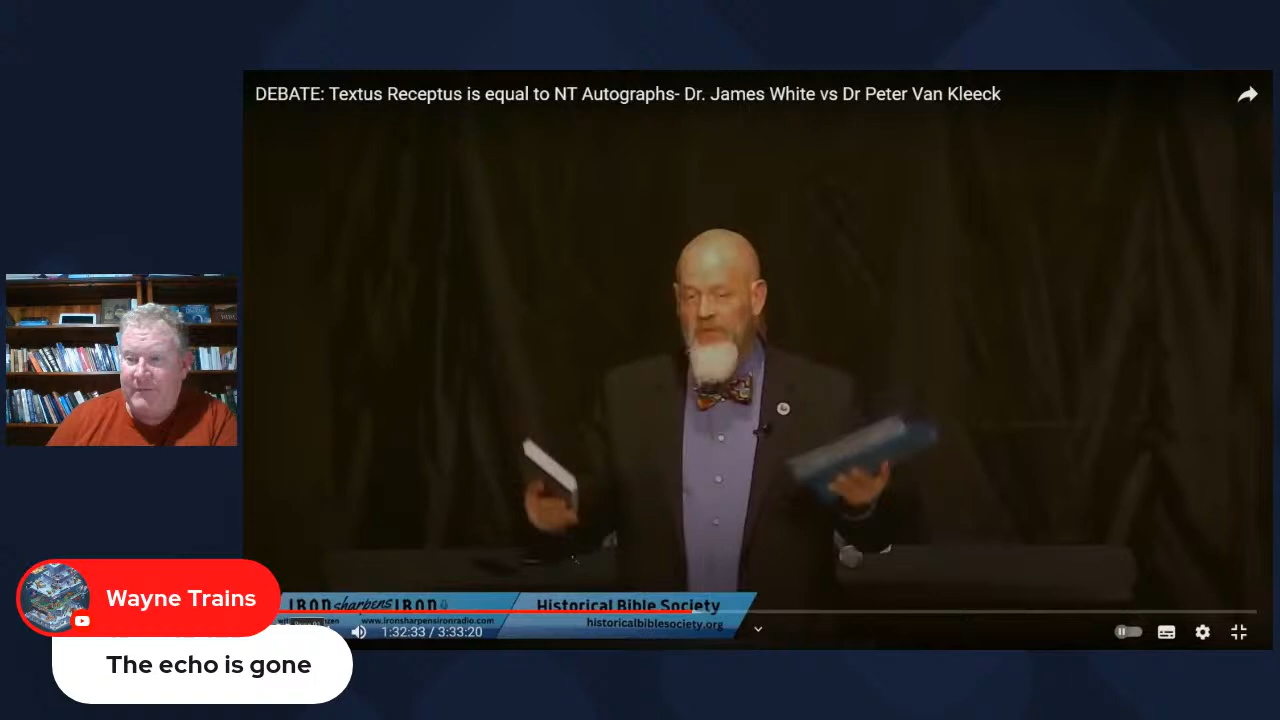 DEBATE: Textus Receptus is equal to NT Autographs- Dr. James White vs Dr Peter Van Kleeck
IRON sharpens IRON
Historical Bible Society
www.ironsharpensironradio.com
historicalbiblesociety.org
1:32:33 / 3:33:20
Wayne Trains
The echo is gone